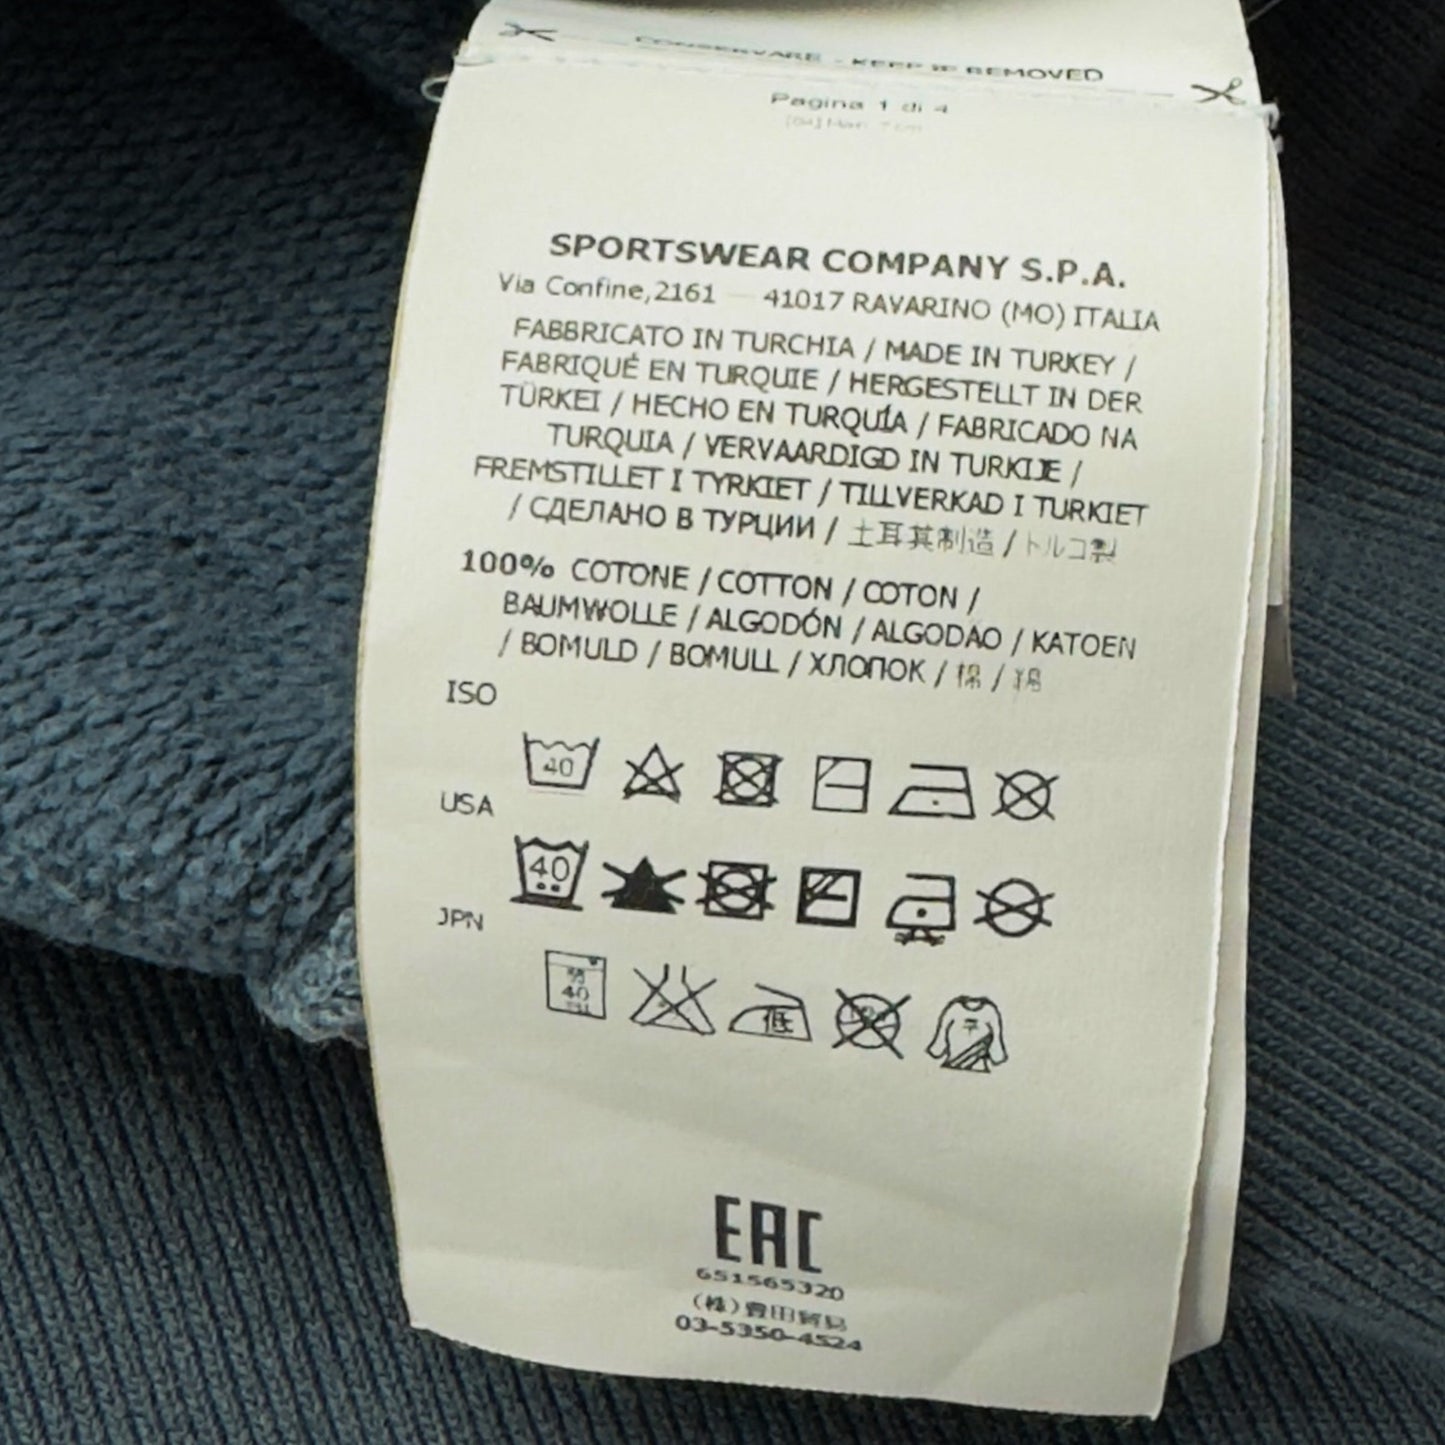 CONSERVARE - KEEP IF REMOVED
Pagina 1 di 4
SPORTSWEAR COMPANY S.P.A.
Via Confine,2161 41017 RAVARINO (MO) ITALIA
FABBRICATO IN TURCHIA / MADE IN TURKEY /
FABRIQUÉ EN TURQUIE / HERGESTELLT IN DER
TÜRKEI / HECHO EN TURQUÍA / FABRICADO NA
TURQUIA / VERVAARDIGD IN TURKIJE /
FREMSTILLET I TYRKIET / TILLVERKAD I TURKIET
/ СДЕЛАНО В ТУРЦИИ / 土耳其制造 / トルコ製
100% COTONE / COTTON / COTON /
BAUMWOLLE / ALGODÓN / ALGODAO / KATOEN
/ BOMULD / BOMULL / ХЛОПОК / 棉 / 綿
ISO
40
USA
40
JPN
40
低
EAC
651565320
(株)豊田貿易
03-5350-4524